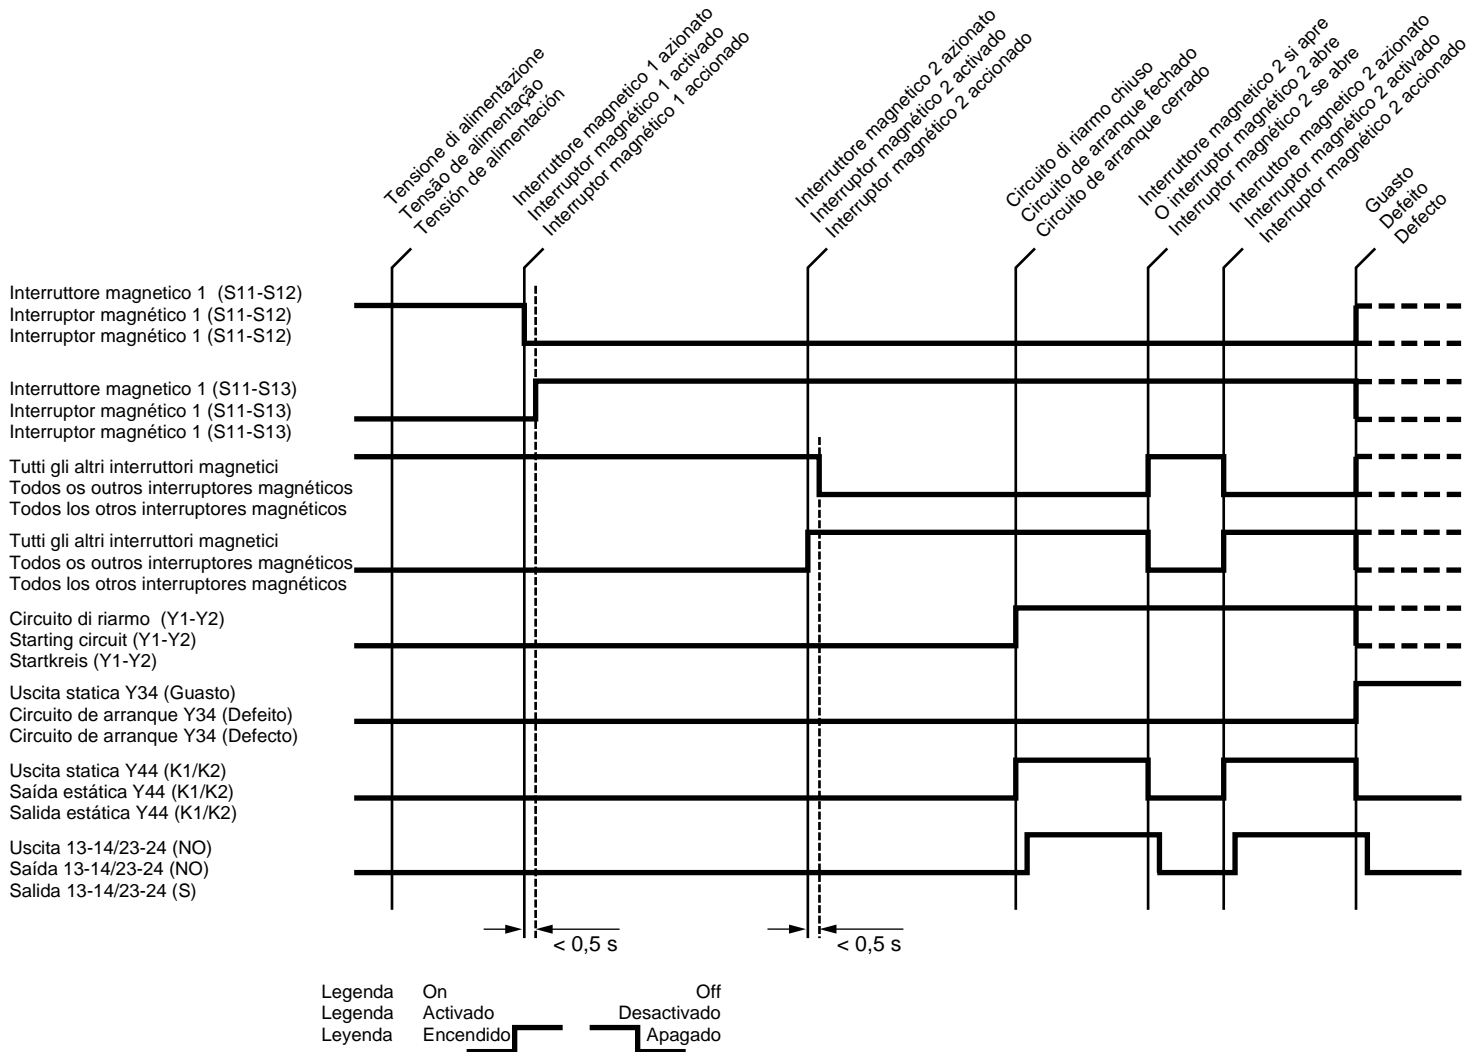 Tensione di alimentazione
Tensão de alimentação
Tensión de alimentación
Interruttore magnetico 1 azionato
Interruptor magnético 1 activado
Interruptor magnético 1 accionado
Interruttore magnetico 2 azionato
Interruptor magnético 2 activado
Interruptor magnético 2 accionado
Circuito di riarmo chiuso
Circuito de arranque fechado
Circuito de arranque cerrado
Interruttore magnetico 2 si apre
O interruptor magnético 2 abre
Interruptor magnético 2 se abre
Interruttore magnetico 2 azionato
Interruptor magnético 2 activado
Interruptor magnético 2 accionado
Guasto
Defeito
Defecto
Interruttore magnetico 1 (S11-S12)
Interruptor magnético 1 (S11-S12)
Interruptor magnético 1 (S11-S12)
Interruttore magnetico 1 (S11-S13)
Interruptor magnético 1 (S11-S13)
Interruptor magnético 1 (S11-S13)
Tutti gli altri interruttori magnetici
Todos os outros interruptores magnéticos
Todos los otros interruptores magnéticos
Tutti gli altri interruttori magnetici
Todos os outros interruptores magnéticos
Todos los otros interruptores magnéticos
Circuito di riarmo (Y1-Y2)
Starting circuit (Y1-Y2)
Startkreis (Y1-Y2)
Uscita statica Y34 (Guasto)
Circuito de arranque Y34 (Defeito)
Circuito de arranque Y34 (Defecto)
Uscita statica Y44 (K1/K2)
Saída estática Y44 (K1/K2)
Salida estática Y44 (K1/K2)
Uscita 13-14/23-24 (NO)
Saída 13-14/23-24 (NO)
Salida 13-14/23-24 (S)
< 0,5 s
< 0,5 s
Legenda On Off
Legenda Activado Desactivado
Leyenda Encendido Apagado